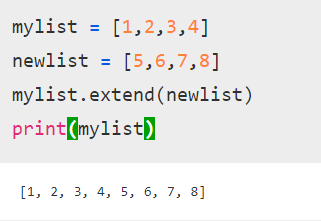 mylist = [1,2,3,4]
newlist = [5,6,7,8]
mylist.extend(newlist)
print(mylist)
[1, 2, 3, 4, 5, 6, 7, 8]